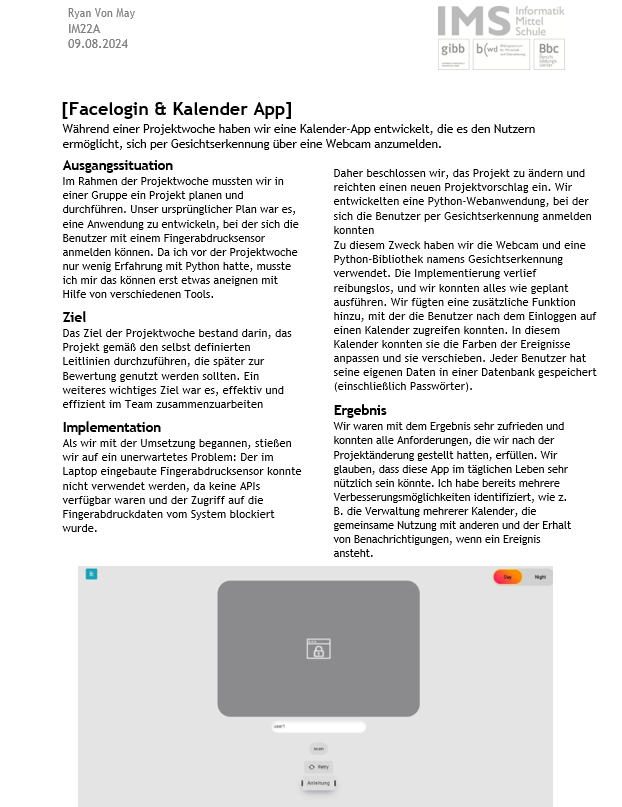 Ryan Von May
IM22A
09.08.2024
IMS Informatik
Mittel
Schule
gibb
b(wd
Bbc
[Facelogin & Kalender App]
Während einer Projektwoche haben wir eine Kalender-App entwickelt, die es den Nutzern
ermöglicht, sich per Gesichtserkennung über eine Webcam anzumelden.
Ausgangssituation
Im Rahmen der Projektwoche mussten wir in
einer Gruppe ein Projekt planen und
durchführen. Unser ursprünglicher Plan war es,
eine Anwendung zu entwickeln, bei der sich die
Benutzer mit einem Fingerabdrucksensor
anmelden können. Da ich vor der Projektwoche
nur wenig Erfahrung mit Python hatte, musste
ich mir das können erst etwas aneignen mit
Hilfe von verschiedenen Tools.
Ziel
Das Ziel der Projektwoche bestand darin, das
Projekt gemäß den selbst definierten
Leitlinien durchzuführen, die später zur
Bewertung genutzt werden sollten. Ein
weiteres wichtiges Ziel war es, effektiv und
effizient im Team zusammenzuarbeiten
Implementation
Als wir mit der Umsetzung begannen, stießen
wir auf ein unerwartetes Problem: Der im
Laptop eingebaute Fingerabdrucksensor konnte
nicht verwendet werden, da keine APIs
verfügbar waren und der Zugriff auf die
Fingerabdruckdaten vom System blockiert
wurde.
Daher beschlossen wir, das Projekt zu ändern und
reichten einen neuen Projektvorschlag ein. Wir
entwickelten eine Python-Webanwendung, bei der
sich die Benutzer per Gesichtserkennung anmelden
konnten
Zu diesem Zweck haben wir die Webcam und eine
Python-Bibliothek namens Gesichtserkennung
verwendet. Die Implementierung verlief
reibungslos, und wir konnten alles wie geplant
ausführen. Wir fügten eine zusätzliche Funktion
hinzu, mit der die Benutzer nach dem Einloggen auf
einen Kalender zugreifen konnten. In diesem
Kalender konnten sie die Farben der Ereignisse
anpassen und sie verschieben. Jeder Benutzer hat
seine eigenen Daten in einer Datenbank gespeichert
(einschließlich Passwörter).
Ergebnis
Wir waren mit dem Ergebnis sehr zufrieden und
konnten alle Anforderungen, die wir nach der
Projektänderung gestellt hatten, erfüllen. Wir
glauben, dass diese App im täglichen Leben sehr
nützlich sein könnte. Ich habe bereits mehrere
Verbesserungsmöglichkeiten identifiziert, wie z.
B. die Verwaltung mehrerer Kalender, die
gemeinsame Nutzung mit anderen und der Erhalt
von Benachrichtigungen, wenn ein Ereignis
ansteht.
Day Night
user1
scan
Retry
Anleitung